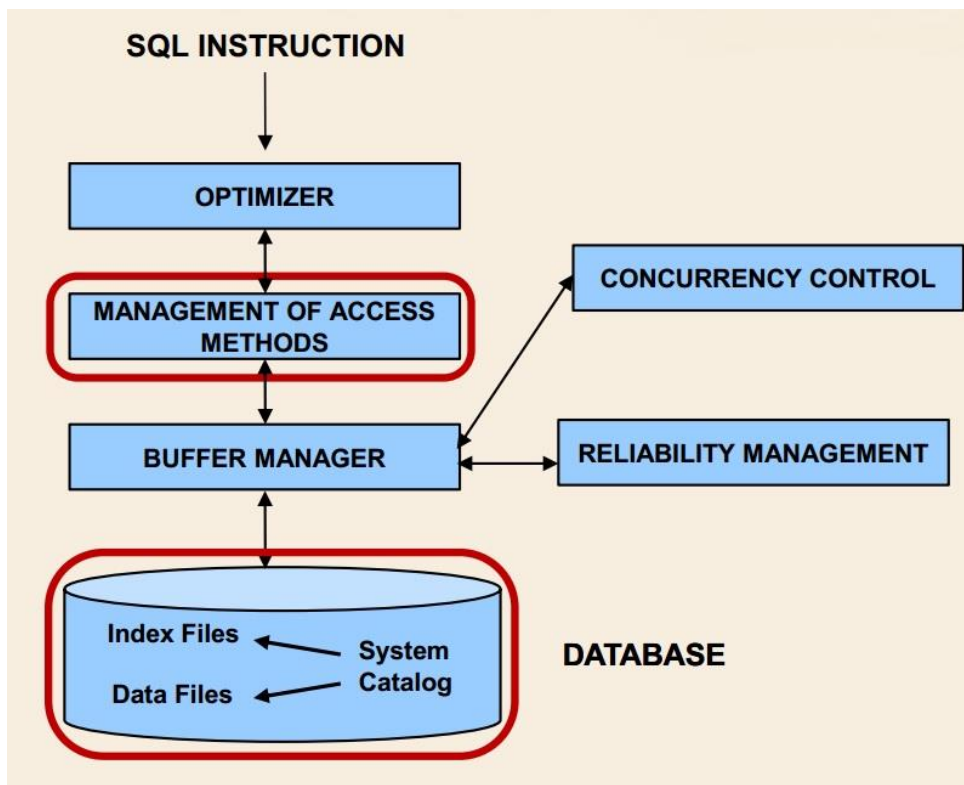 SQL INSTRUCTION
OPTIMIZER
CONCURRENCY CONTROL
MANAGEMENT OF ACCESS
METHODS
BUFFER MANAGER
RELIABILITY MANAGEMENT
Index Files
System
Catalog
Data Files
DATABASE